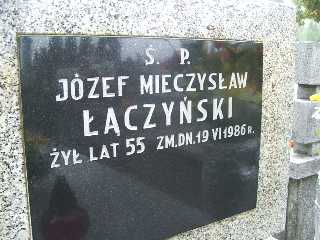 Ś. P.
JÓZEF MIECZYSŁAW
ŁĄCZYŃSKI
ŻYŁ LAT 55 ZM.DN.19 VI 1986 R.